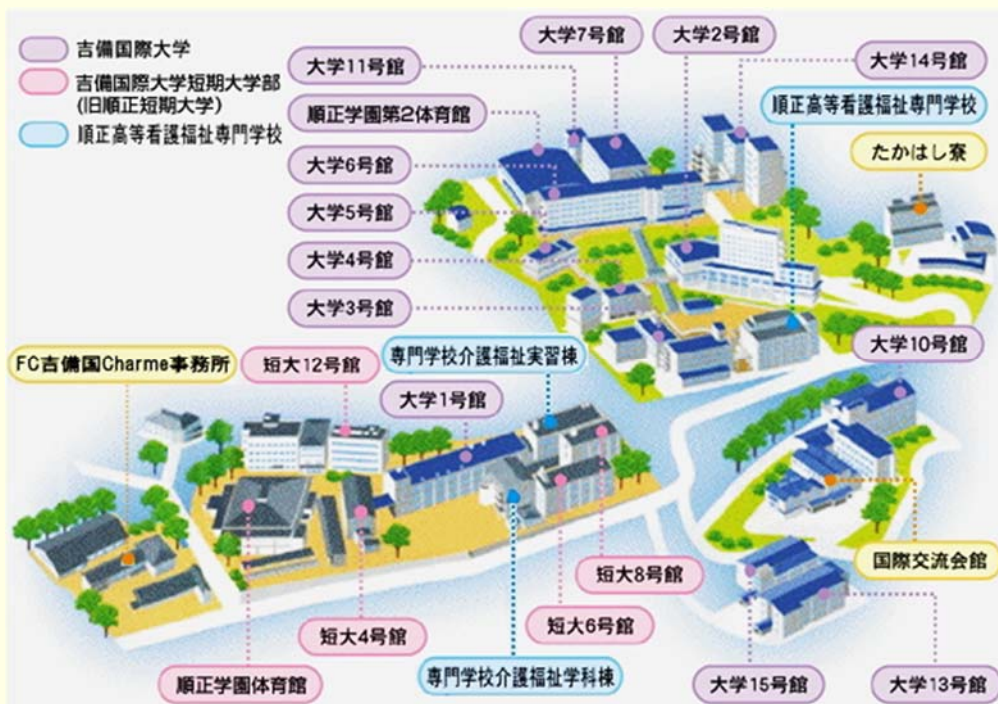 吉備国際大学
吉備国際大学短期大学部
(旧順正短期大学)
順正高等看護福祉専門学校
大学7号館
大学2号館
大学11号館
大学14号館
順正学園第2体育館
順正高等看護福祉専門学校
大学6号館
たかはし寮
大学5号館
大学4号館
大学3号館
大学10号館
FC吉備国Charme事務所
短大12号館
専門学校介護福祉実習棟
大学1号館
国際交流会館
短大8号館
短大6号館
短大4号館
専門学校介護福祉学科棟
順正学園体育館
大学15号館
大学13号館